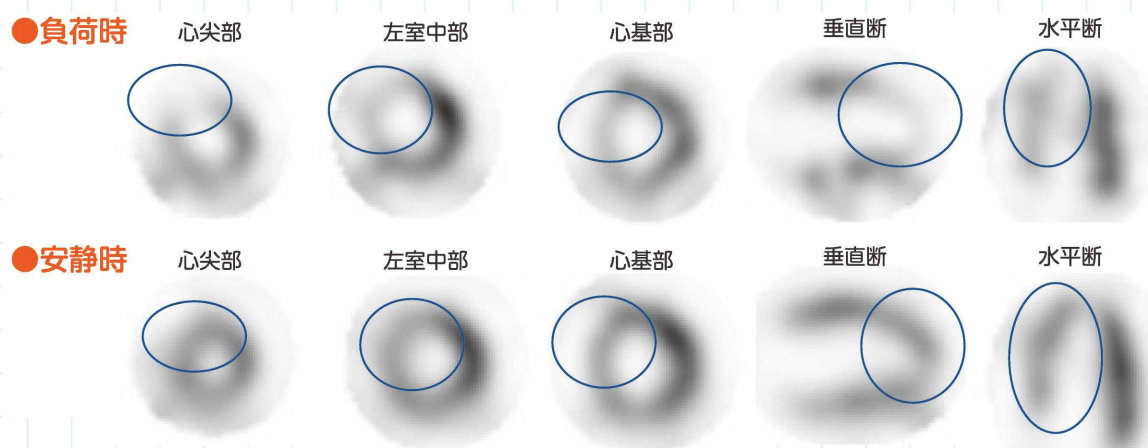 ●負荷時 心尖部 左室中部 心基部 垂直断 水平断
●安静時 心尖部 左室中部 心基部 垂直断 水平断